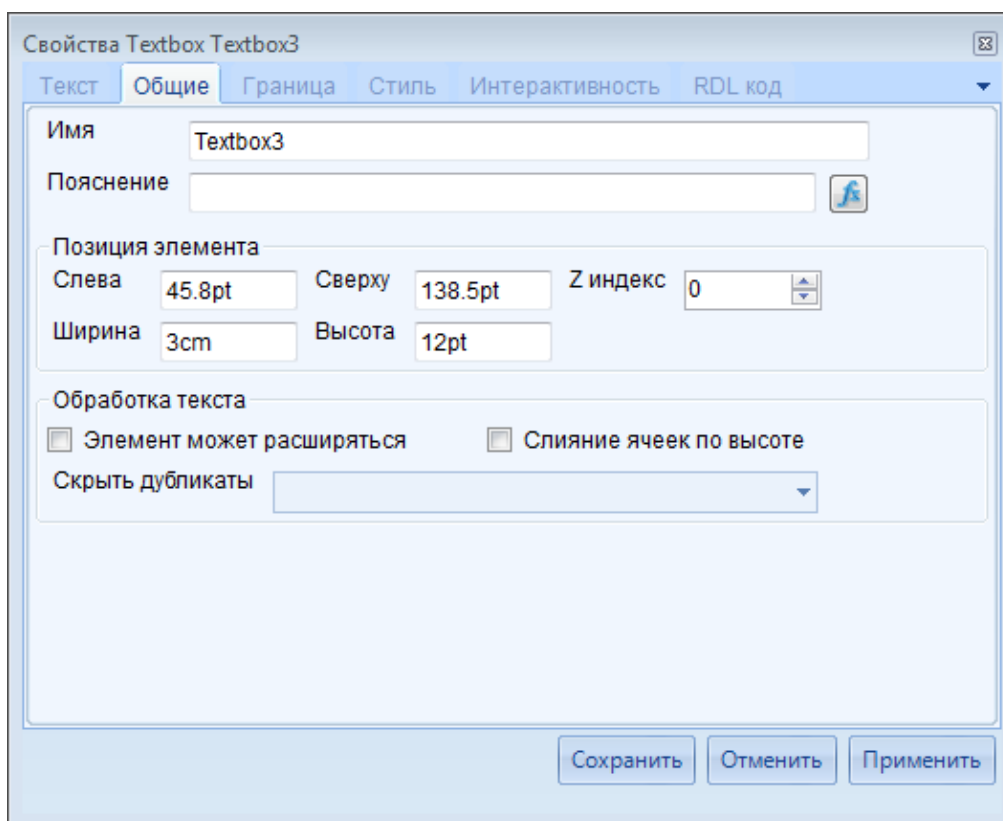 Свойства Textbox Textbox3
Текст Общие Граница Стиль Интерактивность RDL код
Имя Textbox3
Пояснение fx
Позиция элемента
Слева 45.8pt Сверху 138.5pt Z индекс 0
Ширина 3cm Высота 12pt
Обработка текста
Элемент может расширяться Слияние ячеек по высоте
Скрыть дубликаты
Сохранить Отменить Применить